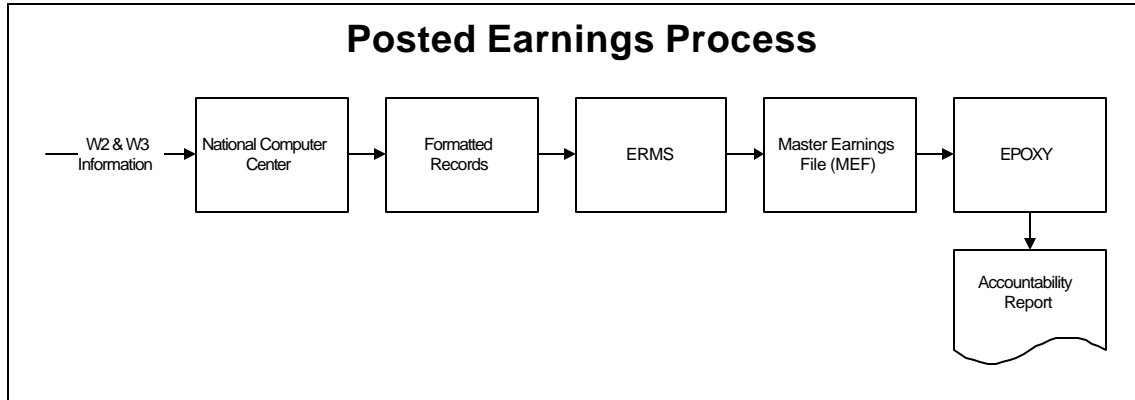 Posted Earnings Process
W2 & W3
Information
National Computer
Center
Formatted
Records
ERMS
Master Earnings
File (MEF)
EPOXY
Accountability
Report